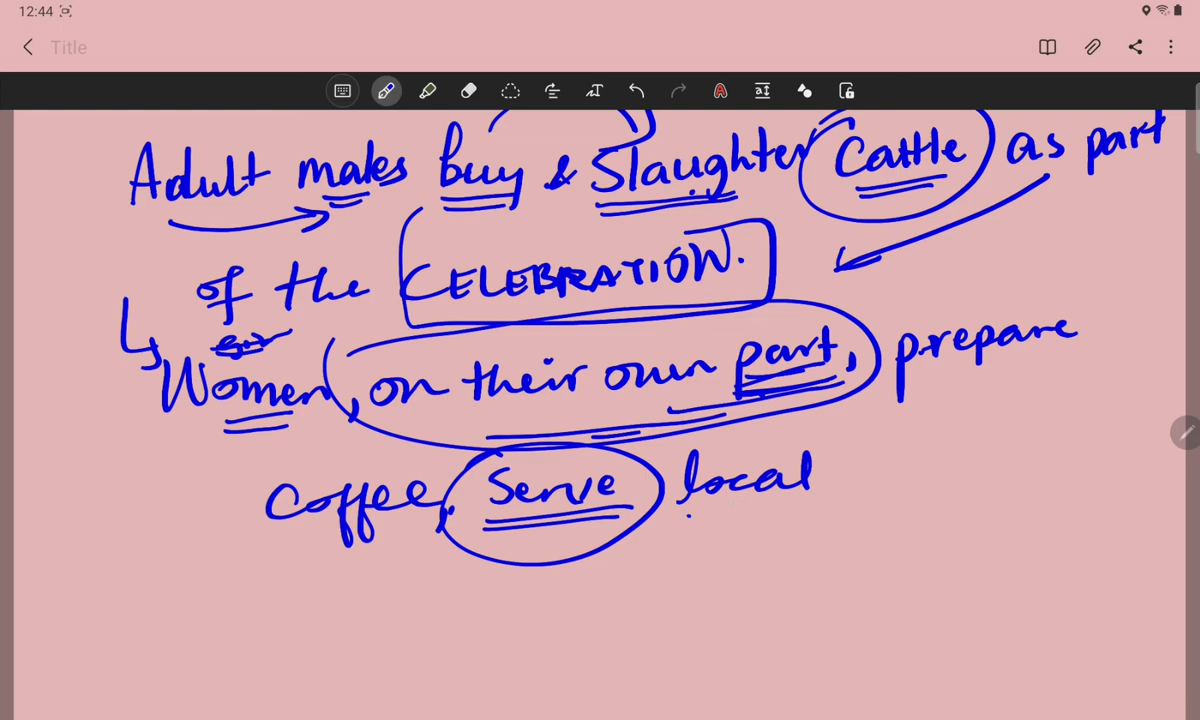 12:44
Title
Adult males buy & Slaughter Cattle as part
of the CELEBRATION.
Women, on their own part, prepare
Coffee, Serve local